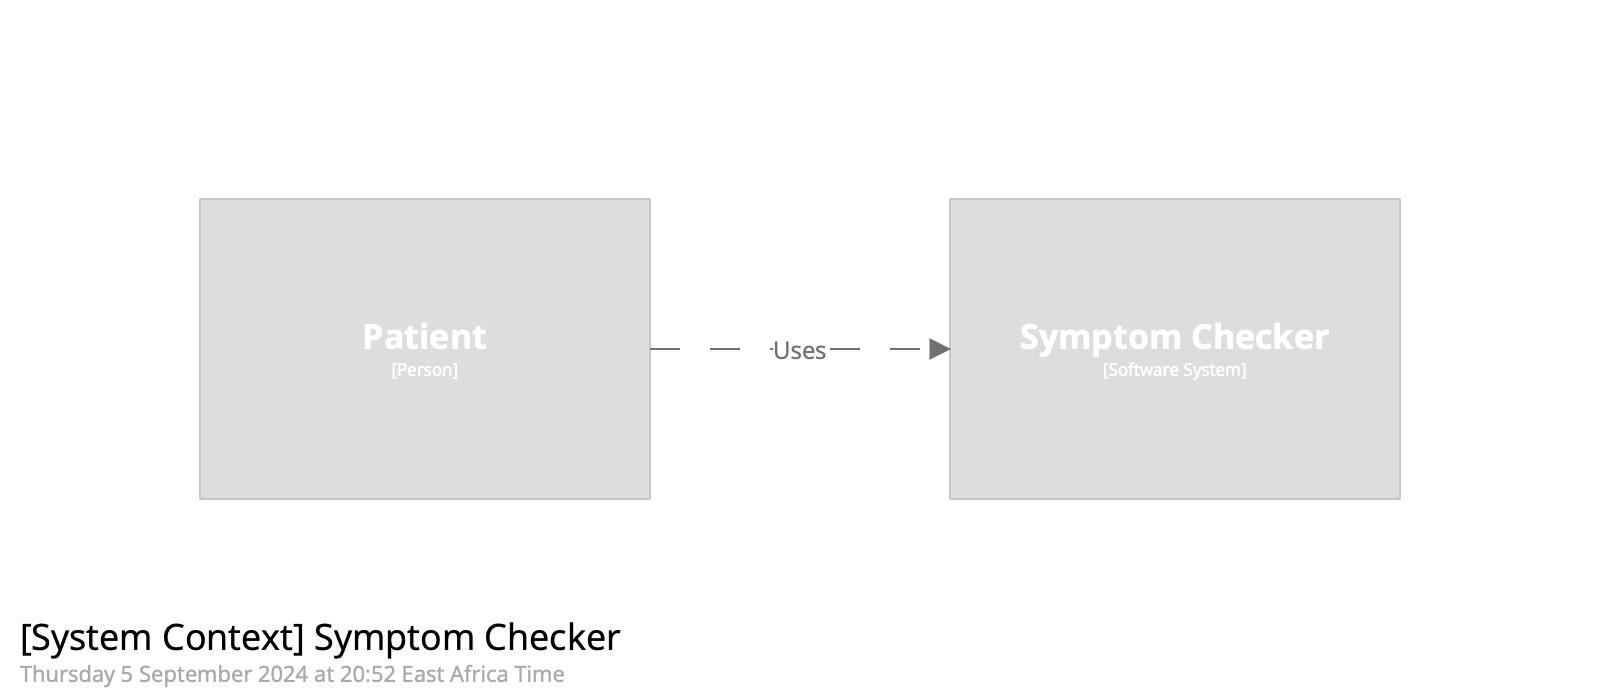 Patient
[Person]
Uses
Symptom Checker
[Software System]
[System Context] Symptom Checker
Thursday 5 September 2024 at 20:52 East Africa Time